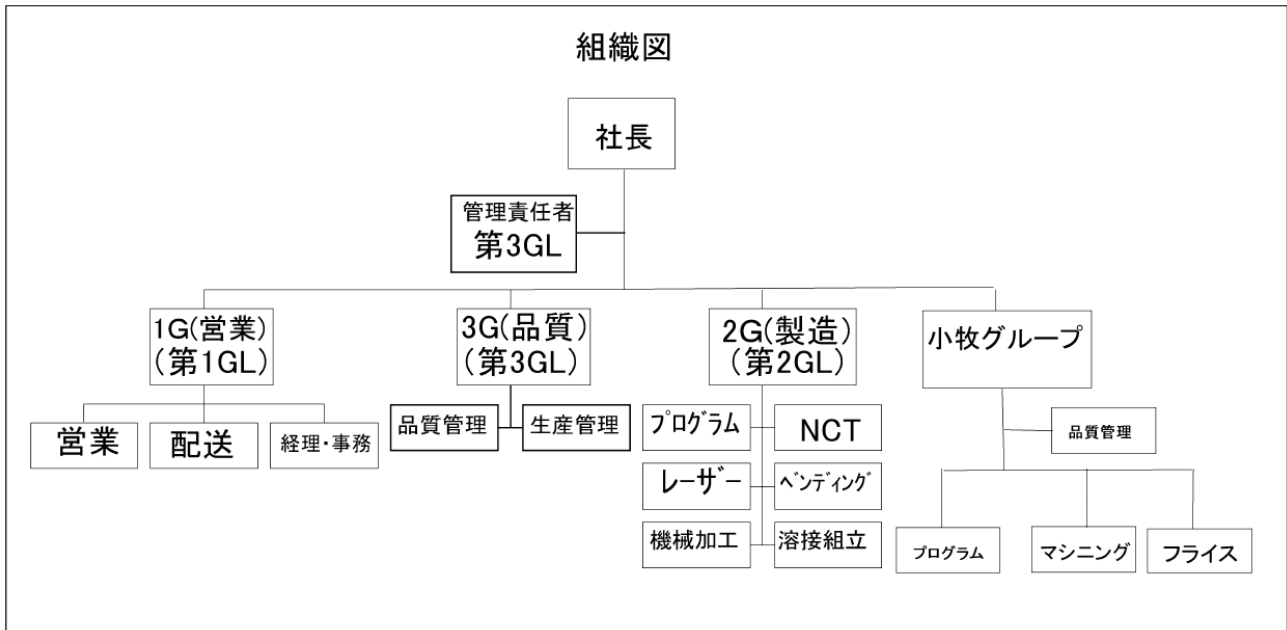 組織図
社長
管理責任者
第3GL
1G(営業)
(第1GL)
3G(品質)
(第3GL)
2G(製造)
(第2GL)
小牧グループ
営業
配送
経理・事務
品質管理
生産管理
プログラム
NCT
レーザー
ベンディング
機械加工
溶接組立
品質管理
プログラム
マシニング
フライス